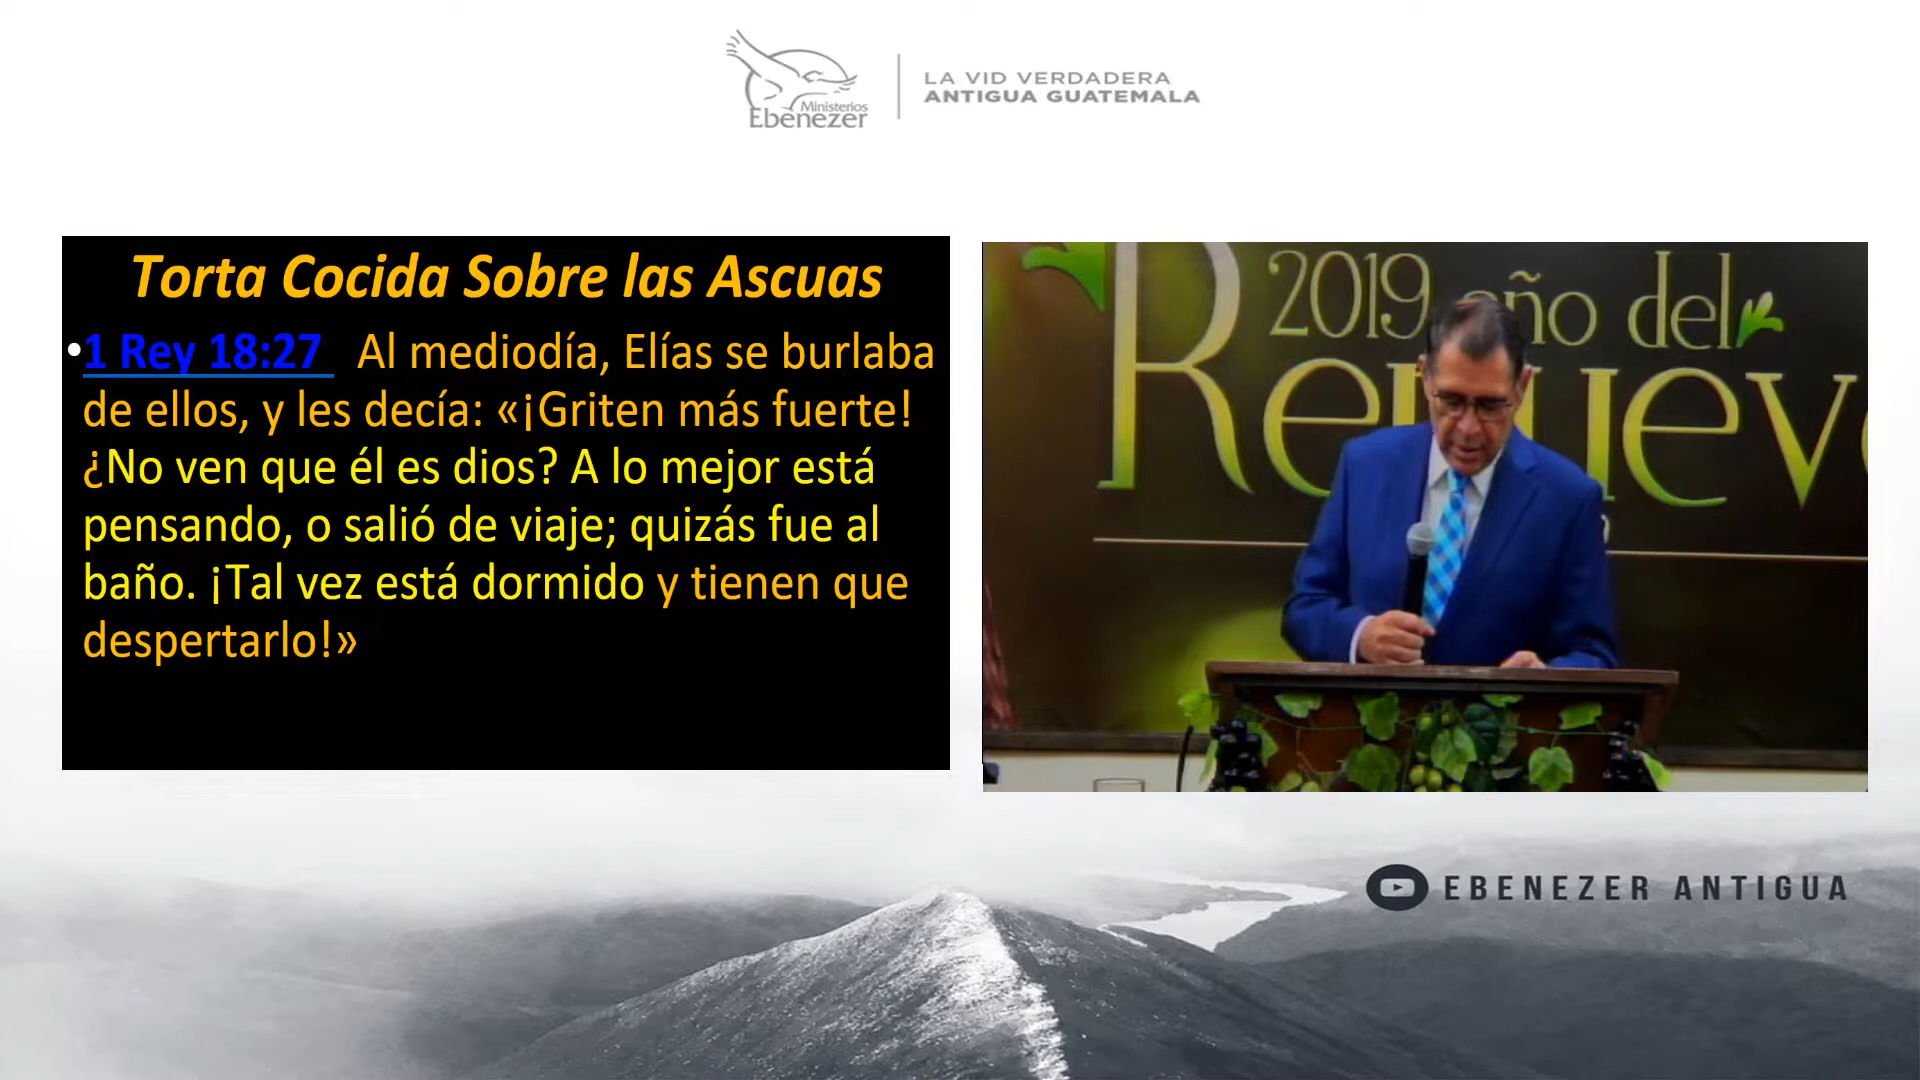 Ministerios
Ebenezer
LA VID VERDADERA
ANTIGUA GUATEMALA
Torta Cocida Sobre las Ascuas
•1 Rey 18:27 Al mediodía, Elías se burlaba
de ellos, y les decía: «¡Griten más fuerte!
¿No ven que él es dios? A lo mejor está
pensando, o salió de viaje; quizás fue al
baño. ¡Tal vez está dormido y tienen que
despertarlo!»
2019 año del
Renuev
EBENEZER ANTIGUA